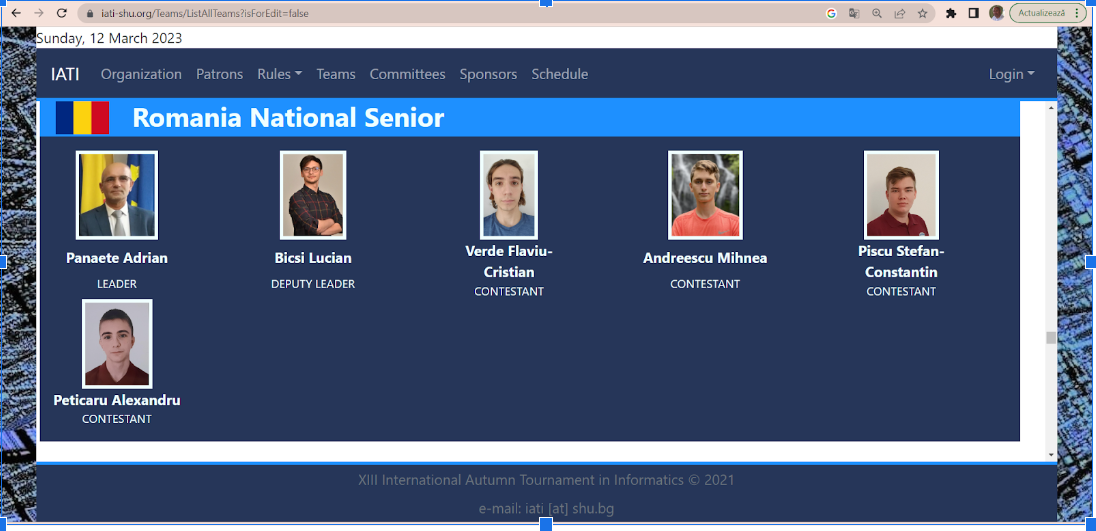 iati-shu.org/Teams/ListAllTeams?isForEdit=false
Actualizează
Sunday, 12 March 2023
IATI Organization Patrons Rules Teams Committees Sponsors Schedule Login
Romania National Senior
Panaete Adrian
LEADER
Bicsi Lucian
DEPUTY LEADER
Verde Flaviu-
Cristian
CONTESTANT
Andreescu Mihnea
CONTESTANT
Piscu Stefan-
Constantin
CONTESTANT
Peticaru Alexandru
CONTESTANT
XIII International Autumn Tournament in Informatics © 2021
e-mail: iati [at] shu.bg